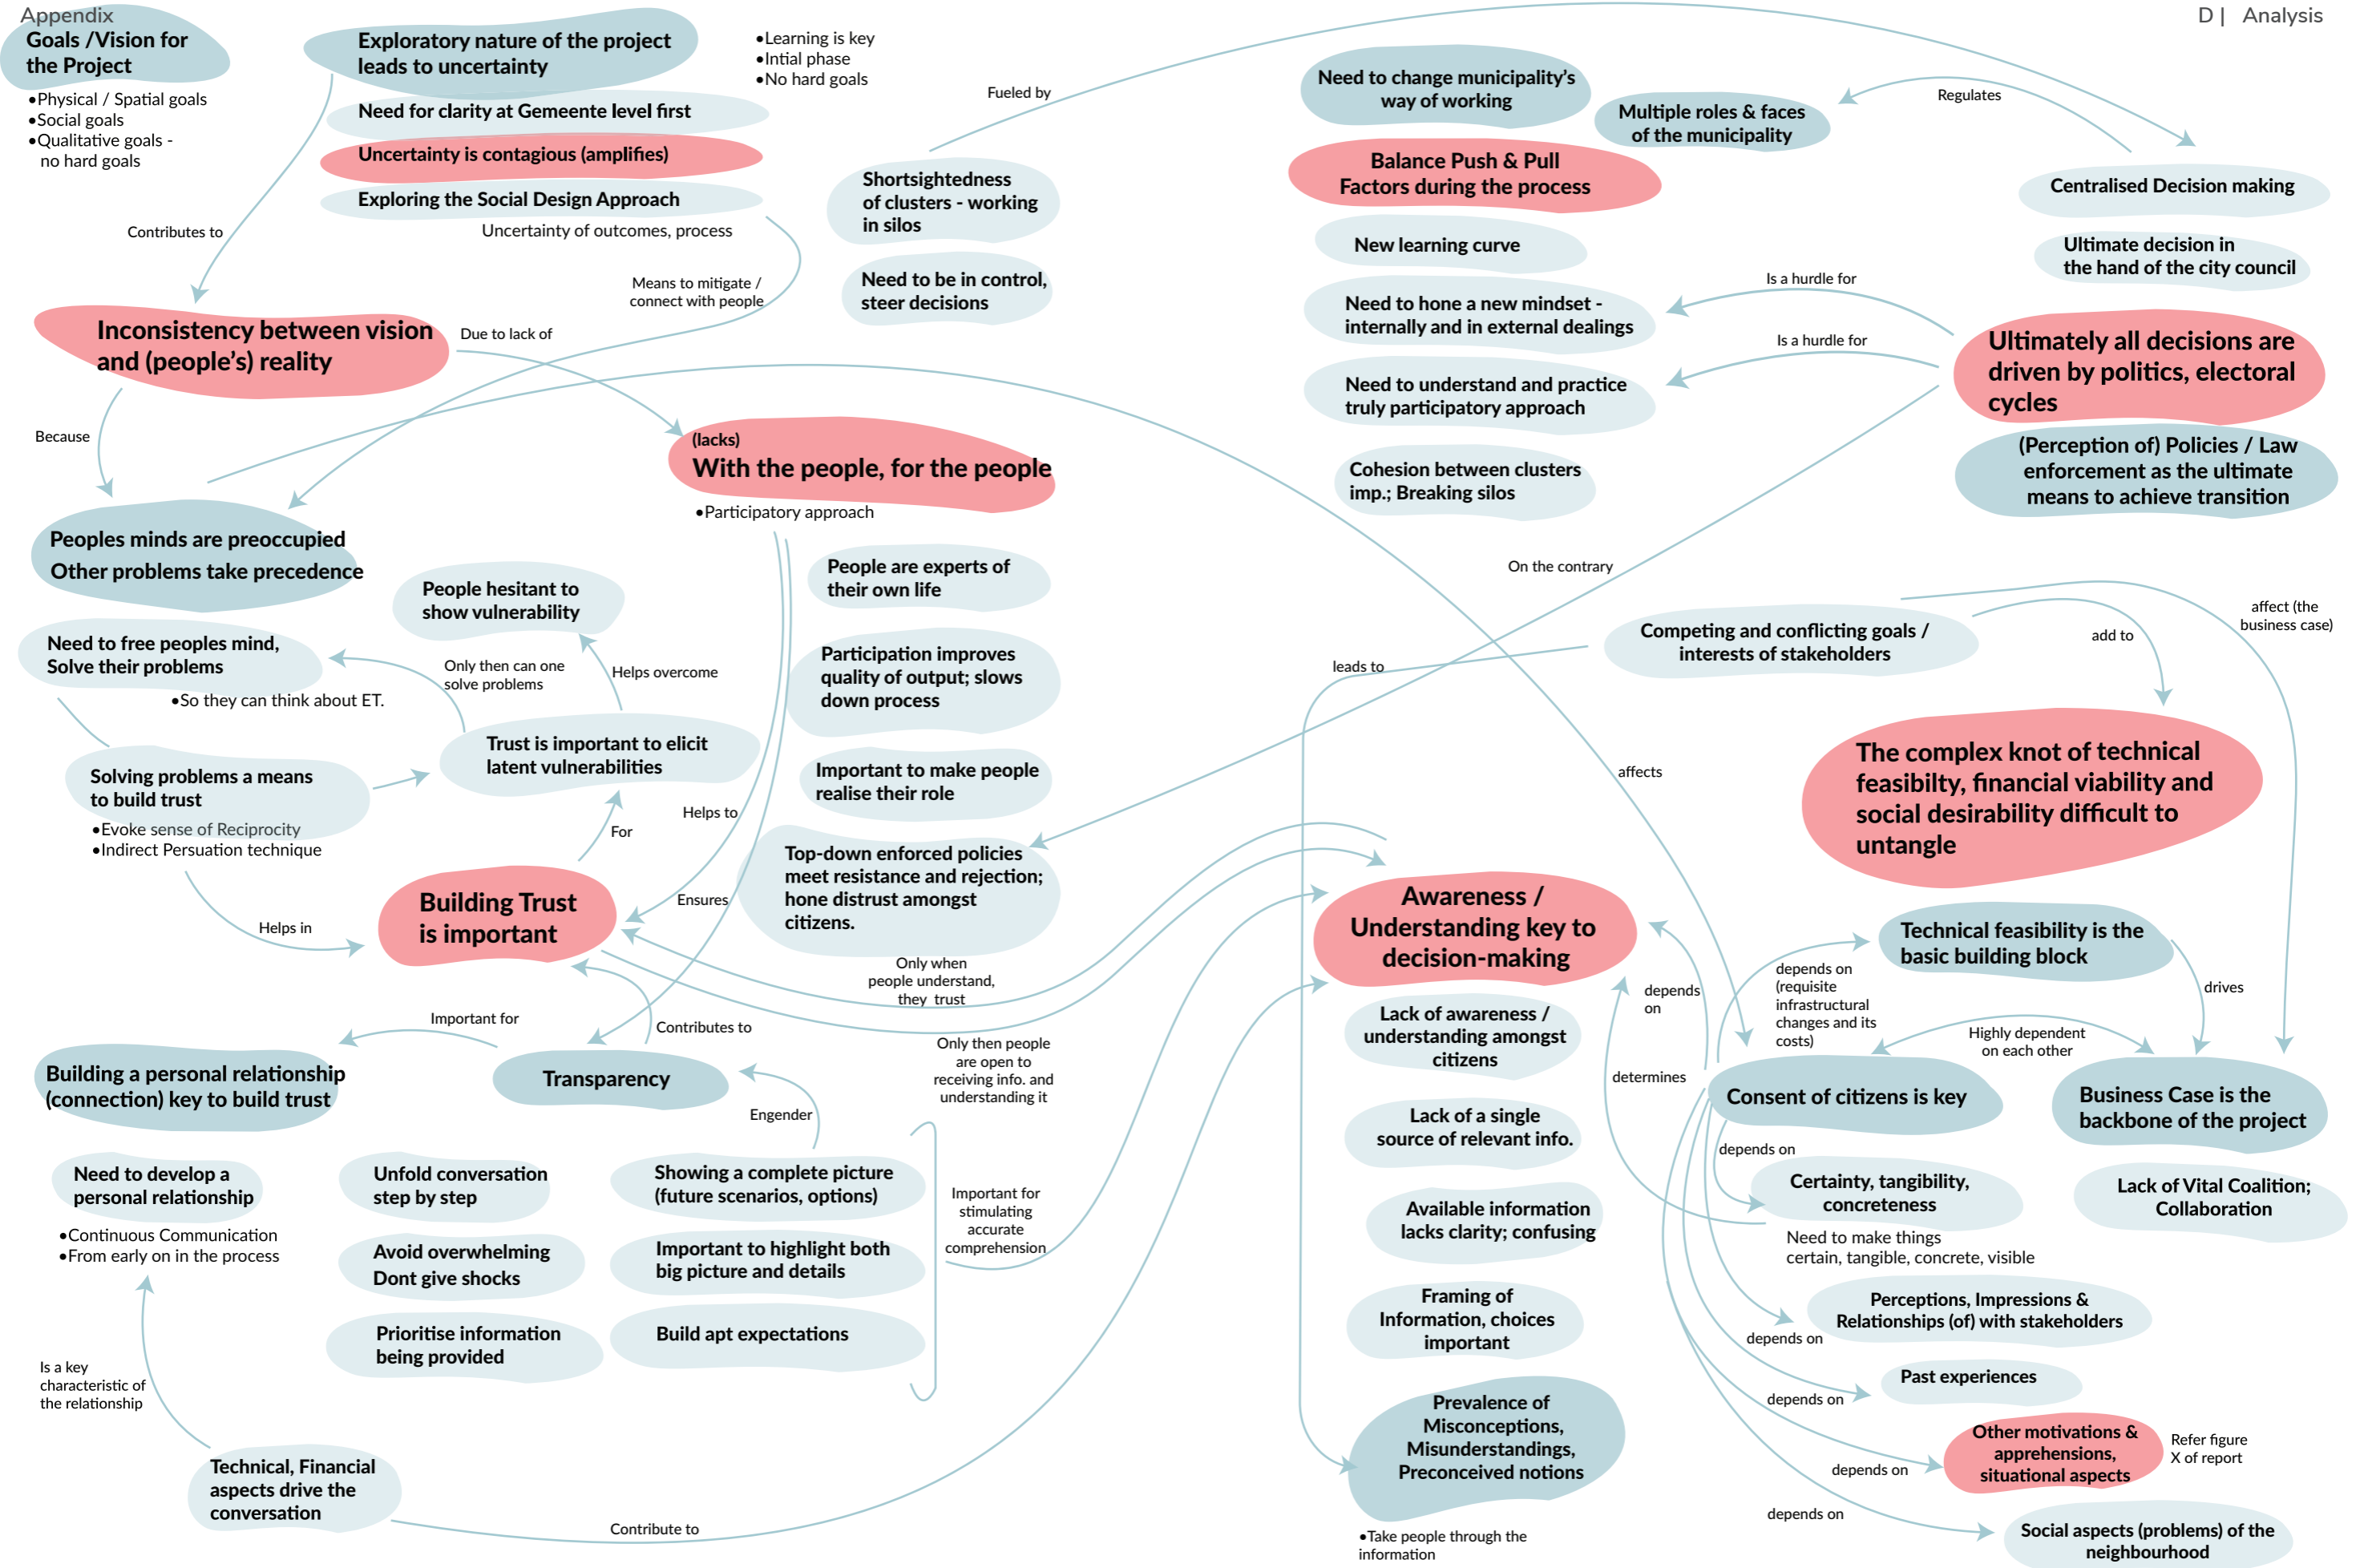 Appendix
D | Analysis
Goals /Vision for
the Project
•Physical / Spatial goals
•Social goals
•Qualitative goals -
no hard goals
Exploratory nature of the project
leads to uncertainty
•Learning is key
•Intial phase
•No hard goals
Need for clarity at Gemeente level first
Uncertainty is contagious (amplifies)
Exploring the Social Design Approach
Uncertainty of outcomes, process
Contributes to
Means to mitigate /
connect with people
Fueled by
Shortsightedness
of clusters - working
in silos
Need to be in control,
steer decisions
Need to change municipality's
way of working
Multiple roles & faces
of the municipality
Regulates
Balance Push & Pull
Factors during the process
New learning curve
Need to hone a new mindset -
internally and in external dealings
Need to understand and practice
truly participatory approach
Cohesion between clusters
imp.; Breaking silos
Centralised Decision making
Ultimate decision in
the hand of the city council
Is a hurdle for
Is a hurdle for
Ultimately all decisions are
driven by politics, electoral
cycles
(Perception of) Policies / Law
enforcement as the ultimate
means to achieve transition
Inconsistency between vision
and (people's) reality
Due to lack of
Because
(lacks)
With the people, for the people
•Participatory approach
Peoples minds are preoccupied
Other problems take precedence
People hesitant to
show vulnerability
Need to free peoples mind,
Solve their problems
•So they can think about ET.
Only then can one
solve problems
Helps overcome
Trust is important to elicit
latent vulnerabilities
Solving problems a means
to build trust
•Evoke sense of Reciprocity
•Indirect Persuation technique
For
Helps to
Helps in
Building Trust
is important
Ensures
People are experts of
their own life
Participation improves
quality of output; slows
down process
Important to make people
realise their role
Top-down enforced policies
meet resistance and rejection;
hone distrust amongst
citizens.
Only when
people understand,
they trust
On the contrary
leads to
Competing and conflicting goals /
interests of stakeholders
add to
affect (the
business case)
The complex knot of technical
feasibilty, financial viability and
social desirability difficult to
untangle
affects
Awareness /
Understanding key to
decision-making
Technical feasibility is the
basic building block
depends on
(requisite
infrastructural
changes and its
costs)
depends
on
drives
Highly dependent
on each other
determines
Consent of citizens is key
Business Case is the
backbone of the project
Lack of Vital Coalition;
Collaboration
Important for
Contributes to
Building a personal relationship
(connection) key to build trust
Transparency
Engender
Only then people
are open to
receiving info. and
understanding it
Need to develop a
personal relationship
•Continuous Communication
•From early on in the process
Unfold conversation
step by step
Avoid overwhelming
Dont give shocks
Prioritise information
being provided
Showing a complete picture
(future scenarios, options)
Important to highlight both
big picture and details
Build apt expectations
Important for
stimulating
accurate
comprehension
Is a key
characteristic of
the relationship
Technical, Financial
aspects drive the
conversation
Contribute to
Lack of awareness /
understanding amongst
citizens
Lack of a single
source of relevant info.
Available information
lacks clarity; confusing
Framing of
Information, choices
important
Prevalence of
Misconceptions,
Misunderstandings,
Preconceived notions
•Take people through the
information
depends on
Certainty, tangibility,
concreteness
Need to make things
certain, tangible, concrete, visible
Perceptions, Impressions &
Relationships (of) with stakeholders
depends on
Past experiences
depends on
Other motivations &
apprehensions,
situational aspects
Refer figure
X of report
depends on
depends on
Social aspects (problems) of the
neighbourhood